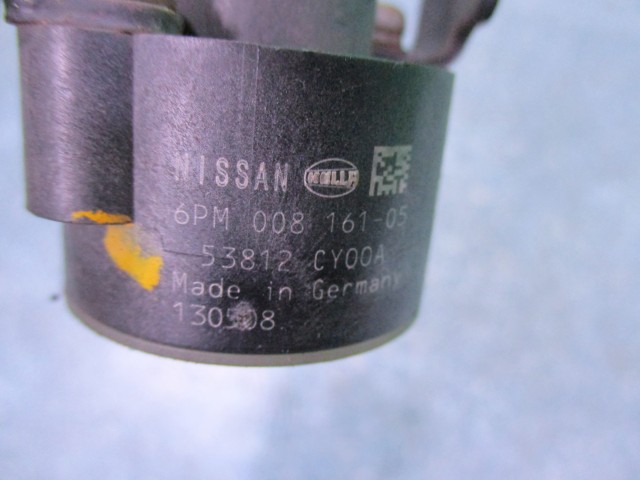 NISSAN HELLA
6PM 008 161-05
53812 CY00A
Made in Germany
130508